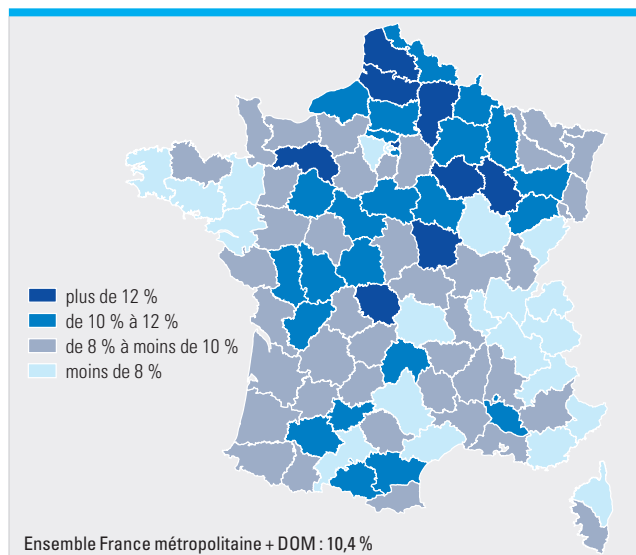 plus de 12 %
de 10 % à 12 %
de 8 % à moins de 10 %
moins de 8 %
Ensemble France métropolitaine + DOM : 10,4 %